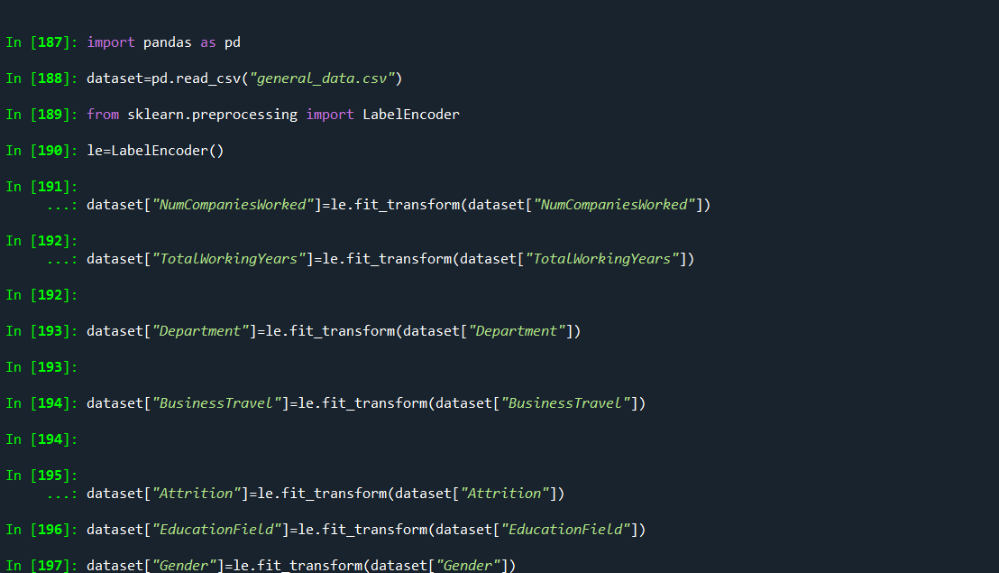 In [187]: import pandas as pd
In [188]: dataset=pd.read_csv("general_data.csv")
In [189]: from sklearn.preprocessing import LabelEncoder
In [190]: le=LabelEncoder()
In [191]:
...: dataset["NumCompaniesWorked"]=le.fit_transform(dataset["NumCompaniesWorked"])
In [192]:
...: dataset["TotalWorkingYears"]=le.fit_transform(dataset["TotalWorkingYears"])
In [192]:
In [193]: dataset["Department"]=le.fit_transform(dataset["Department"])
In [193]:
In [194]: dataset["BusinessTravel"]=le.fit_transform(dataset["BusinessTravel"])
In [194]:
In [195]:
...: dataset["Attrition"]=le.fit_transform(dataset["Attrition"])
In [196]: dataset["EducationField"]=le.fit_transform(dataset["EducationField"])
In [197]: dataset["Gender"]=le.fit_transform(dataset["Gender"])